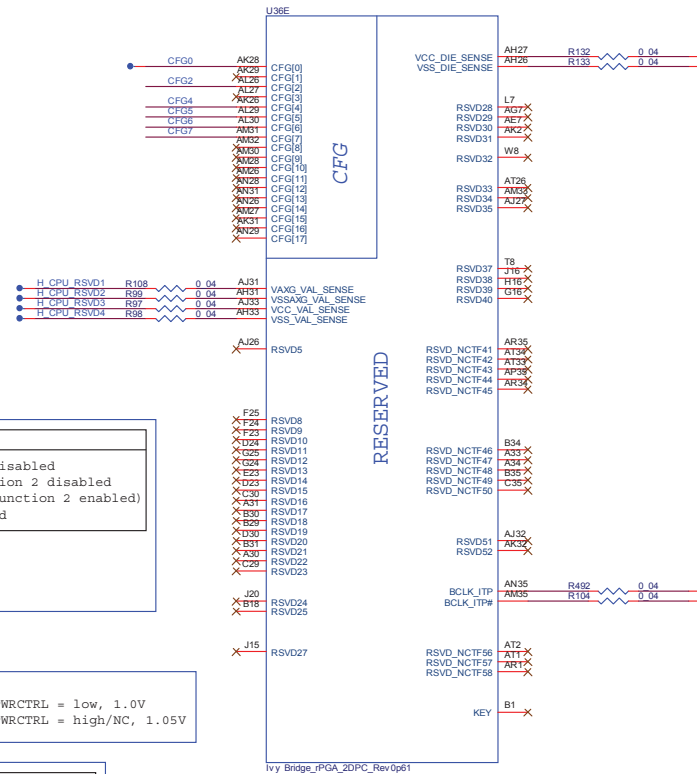 U36E
CFG0 AK28 CFG[0]
AK29 CFG[1]
CFG2 AL26 CFG[2]
AL27 CFG[3]
CFG4 AK26 CFG[4]
CFG5 AL29 CFG[5]
CFG6 AL30 CFG[6]
CFG7 AM31 CFG[7]
AM32 CFG[8]
AM30 CFG[9]
AM28 CFG[10]
AM26 CFG[11]
AN28 CFG[12]
AN31 CFG[13]
AN26 CFG[14]
AM27 CFG[15]
AK31 CFG[16]
AN29 CFG[17]
CFG
H_CPU_RSVD1 R108 0_04 AJ31 VAXG_VAL_SENSE
H_CPU_RSVD2 R99 0_04 AH31 VSSAXG_VAL_SENSE
H_CPU_RSVD3 R97 0_04 AJ33 VCC_VAL_SENSE
H_CPU_RSVD4 R98 0_04 AH33 VSS_VAL_SENSE
AJ26 RSVD5
RESERVED
F25 RSVD8
F24 RSVD9
F23 RSVD10
D24 RSVD11
G25 RSVD12
G24 RSVD13
E23 RSVD14
D23 RSVD15
C30 RSVD16
A31 RSVD17
B30 RSVD18
B29 RSVD19
D30 RSVD20
B31 RSVD21
A30 RSVD22
C29 RSVD23
J20 RSVD24
B18 RSVD25
J15 RSVD27
VCC_DIE_SENSE AH27 R132 0_04
VSS_DIE_SENSE AH26 R133 0_04
RSVD28 L7
RSVD29 AG7
RSVD30 AE7
RSVD31 AK2
RSVD32 W8
RSVD33 AT26
RSVD34 AM33
RSVD35 AJ27
RSVD37 T8
RSVD38 J16
RSVD39 H16
RSVD40 G16
RSVD_NCTF41 AR35
RSVD_NCTF42 AT34
RSVD_NCTF43 AT33
RSVD_NCTF44 AP35
RSVD_NCTF45 AR34
RSVD_NCTF46 B34
RSVD_NCTF47 A33
RSVD_NCTF48 A34
RSVD_NCTF49 B35
RSVD_NCTF50 C35
RSVD51 AJ32
RSVD52 AK32
BCLK_ITP AN35 R492 0_04
BCLK_ITP# AM35 R104 0_04
RSVD_NCTF56 AT2
RSVD_NCTF57 AT1
RSVD_NCTF58 AR1
KEY B1
Ivy Bridge_rPGA_2DPC_Rev0p61
isabled
ion 2 disabled
unction 2 enabled)
d
WRCTRL = low, 1.0V
WRCTRL = high/NC, 1.05V